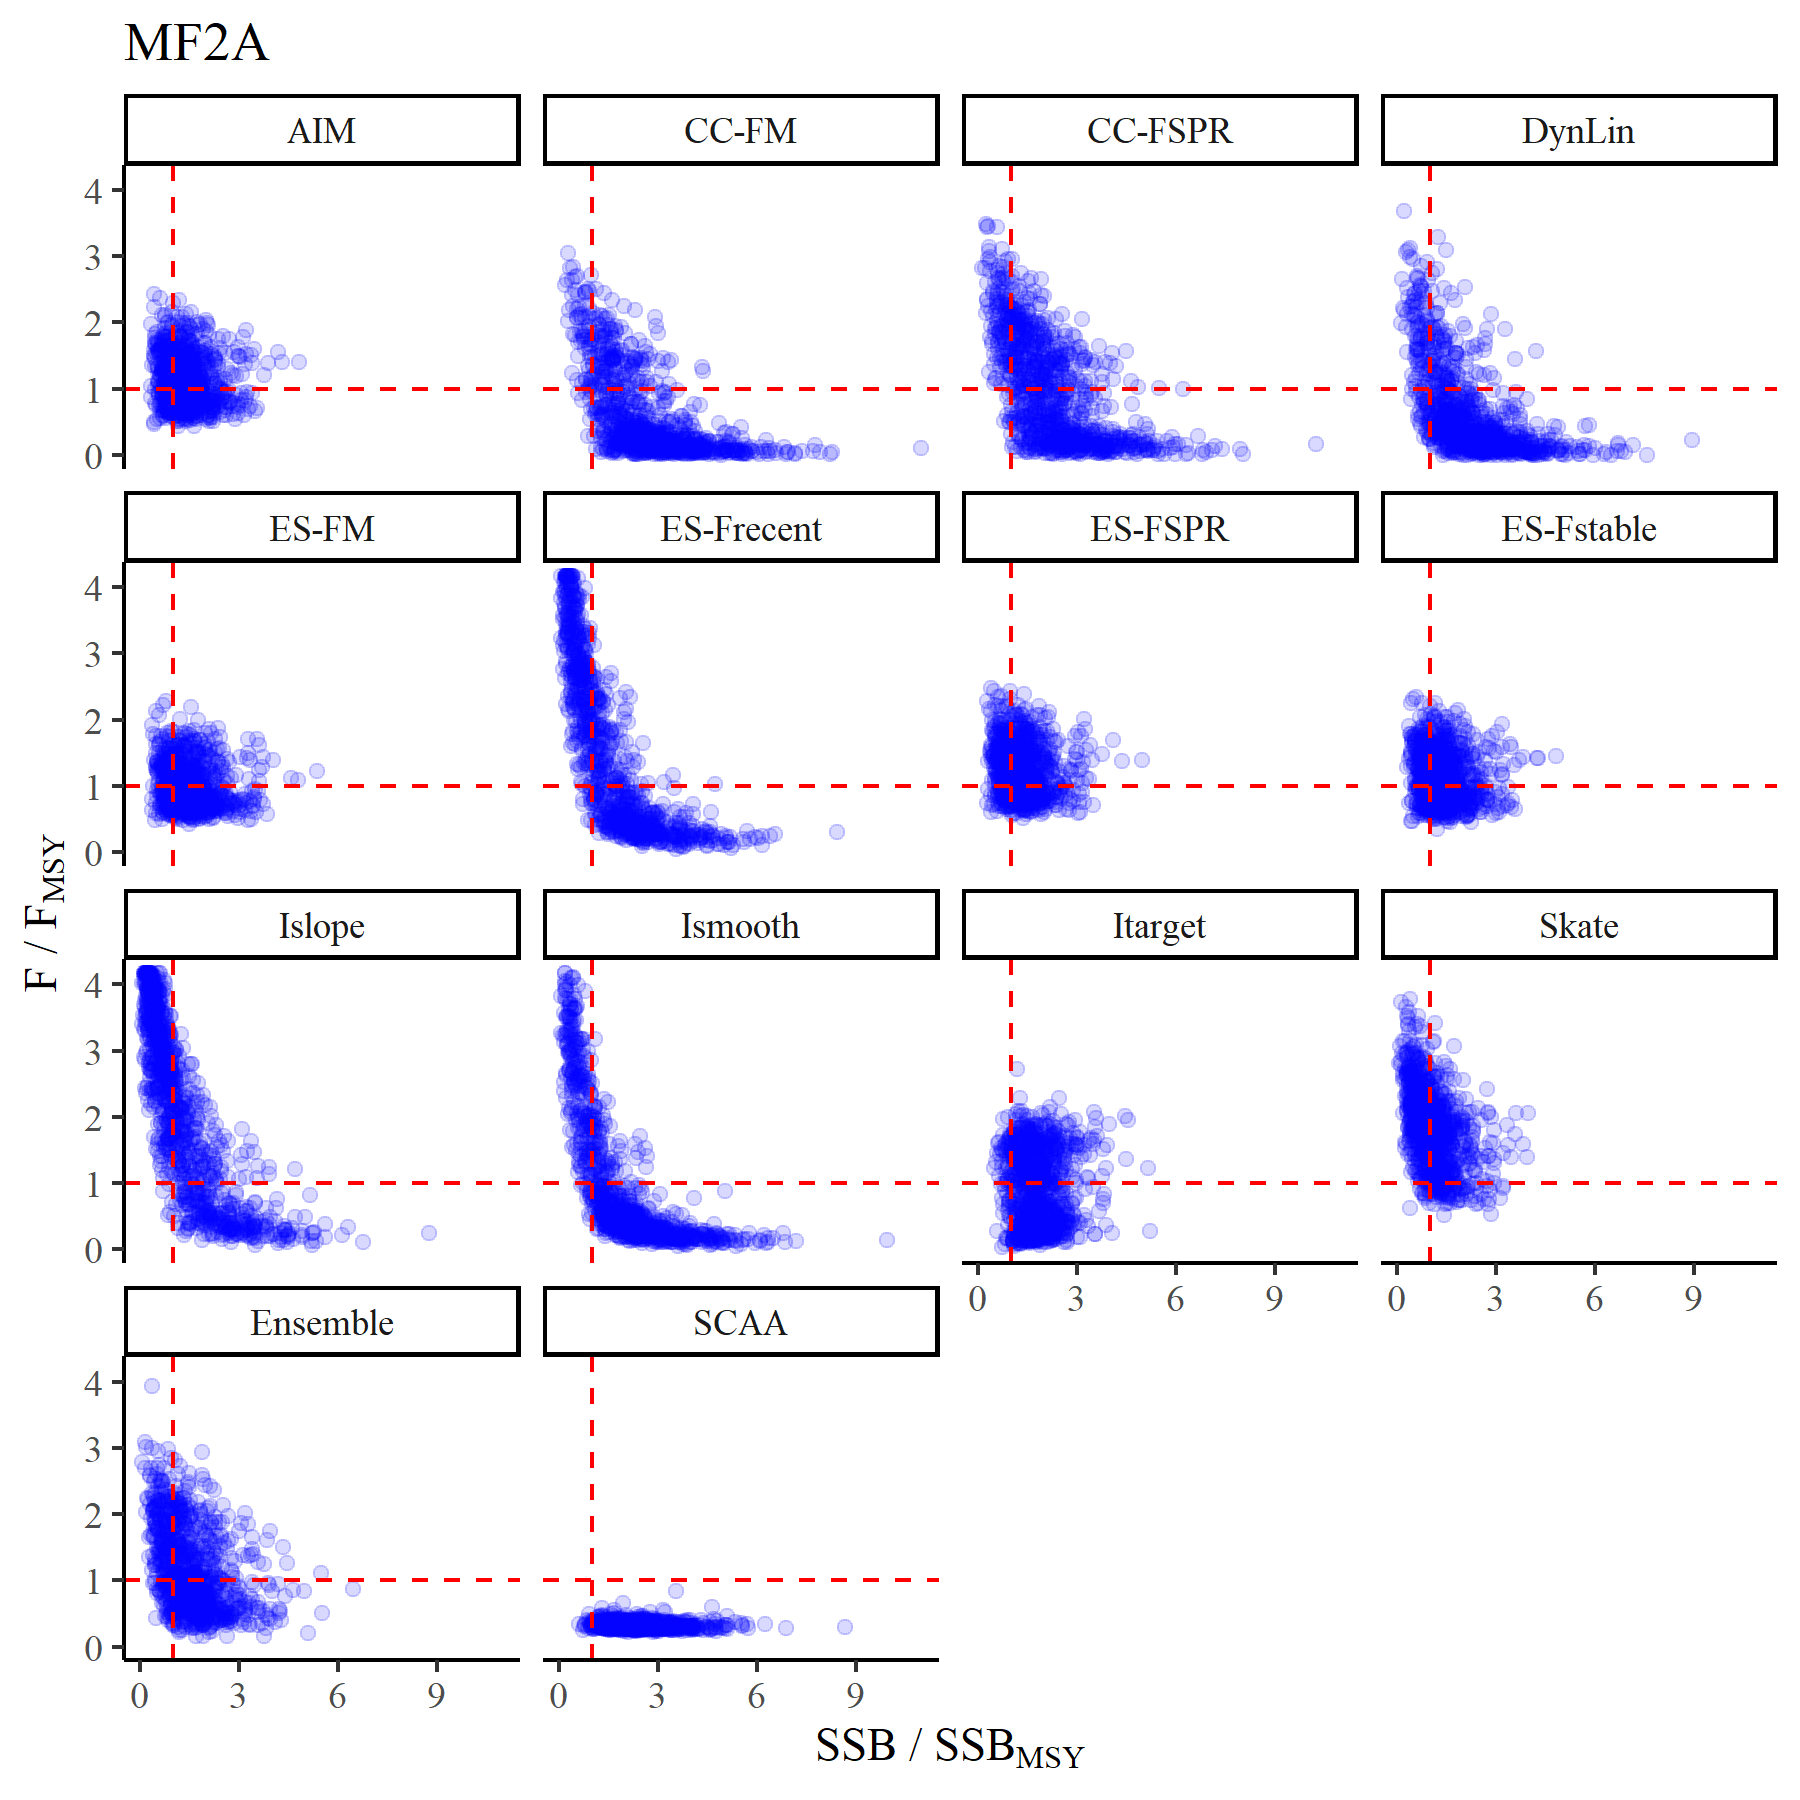 MF2A
AIM CC-FM CC-FSPR DynLin
4
3
2
1
0
ES-FM ES-Frecent ES-FSPR ES-Fstable
4
3
2
1
0
F / FMSY
Islope Ismooth Itarget Skate
4
3
2
1
0
0 3 6 9 0 3 6 9
Ensemble SCAA
4
3
2
1
0
0 3 6 9 0 3 6 9
SSB / SSBMSY